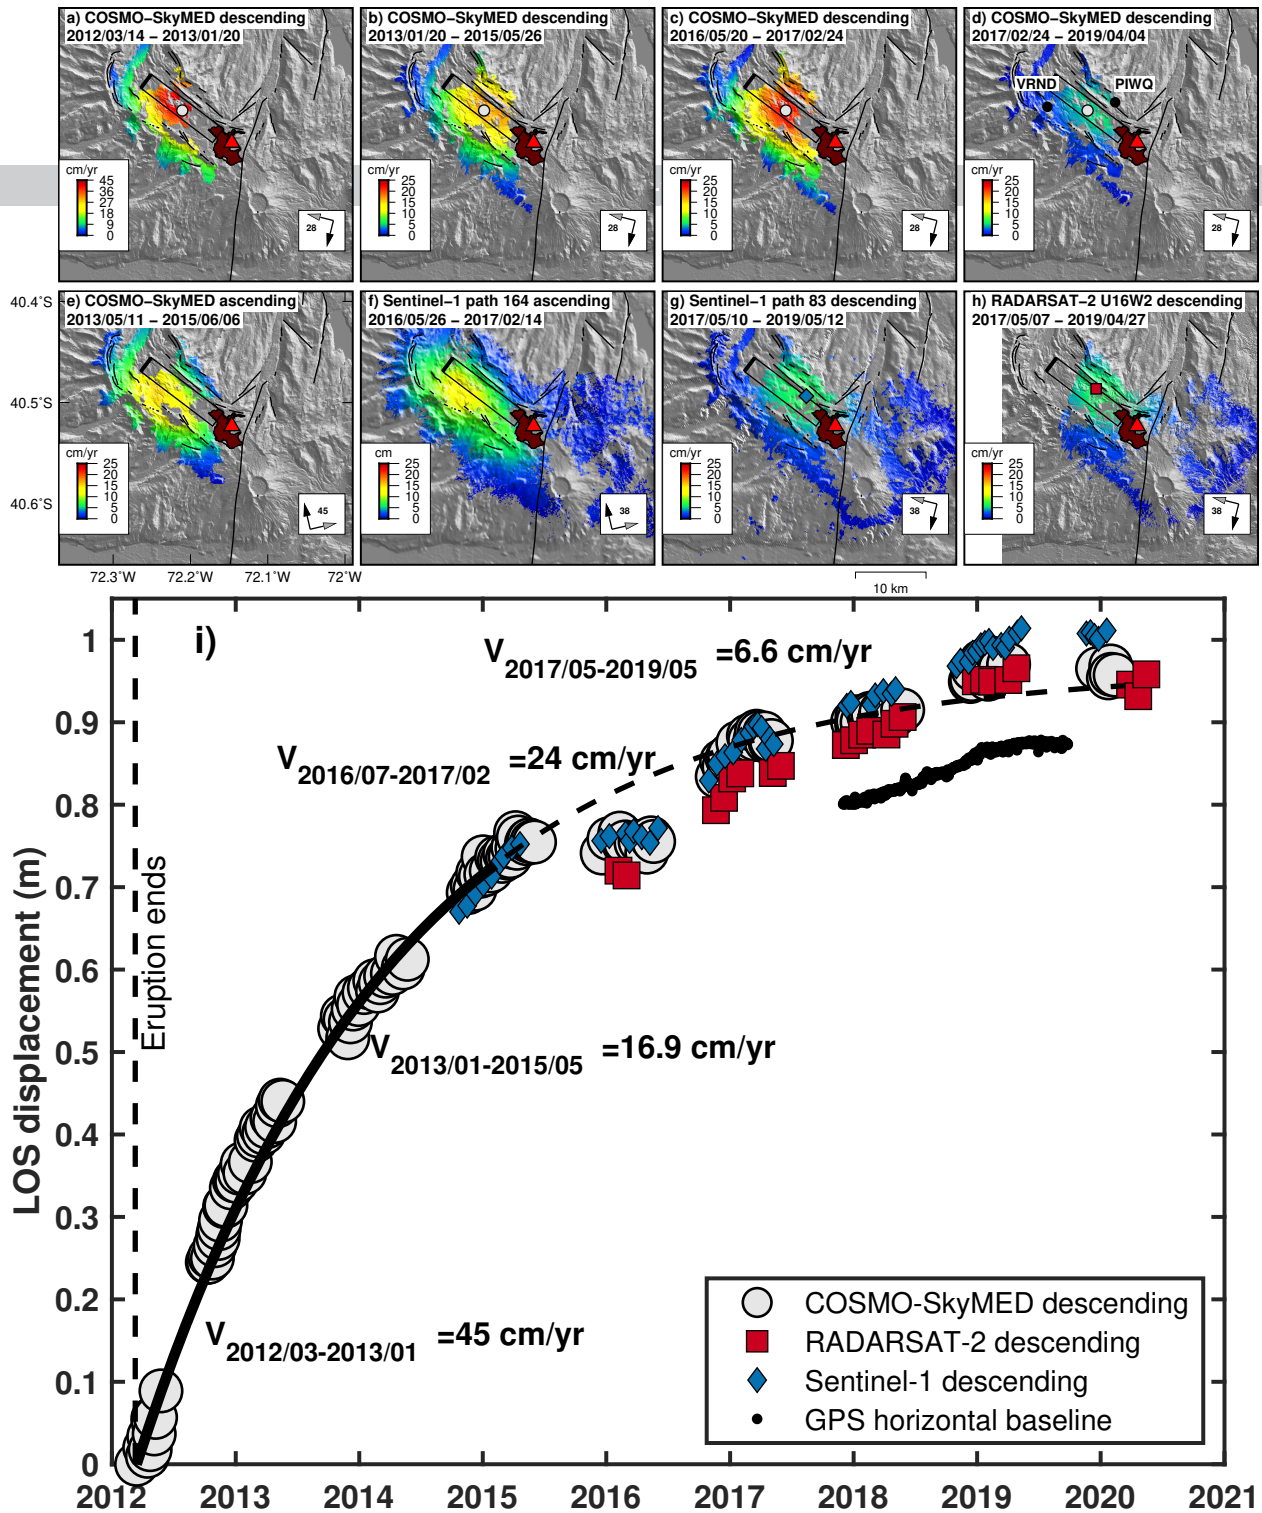 a) COSMO–SkyMED descending
2012/03/14 – 2013/01/20
cm/yr
45
36
27
18
9
0
28
b) COSMO–SkyMED descending
2013/01/20 – 2015/05/26
cm/yr
25
20
15
10
5
0
28
c) COSMO–SkyMED descending
2016/05/20 – 2017/02/24
cm/yr
25
20
15
10
5
0
28
d) COSMO–SkyMED descending
2017/02/24 – 2019/04/04
VRND
PIWQ
cm/yr
25
20
15
10
5
0
28
40.4°S
40.5°S
40.6°S
e) COSMO–SkyMED ascending
2013/05/11 – 2015/06/06
cm/yr
25
20
15
10
5
0
45
72.3°W
72.2°W
72.1°W
72°W
f) Sentinel–1 path 164 ascending
2016/05/26 – 2017/02/14
cm
25
20
15
10
5
0
38
g) Sentinel–1 path 83 descending
2017/05/10 – 2019/05/12
cm/yr
25
20
15
10
5
0
38
h) RADARSAT–2 U16W2 descending
2017/05/07 – 2019/04/27
cm/yr
25
20
15
10
5
0
38
10 km
i)
LOS displacement (m)
1
0.9
0.8
0.7
0.6
0.5
0.4
0.3
0.2
0.1
0
Eruption ends
V2017/05-2019/05 =6.6 cm/yr
V2016/07-2017/02 =24 cm/yr
V2013/01-2015/05 =16.9 cm/yr
V2012/03-2013/01 =45 cm/yr
COSMO-SkyMED descending
RADARSAT-2 descending
Sentinel-1 descending
GPS horizontal baseline
2012
2013
2014
2015
2016
2017
2018
2019
2020
2021